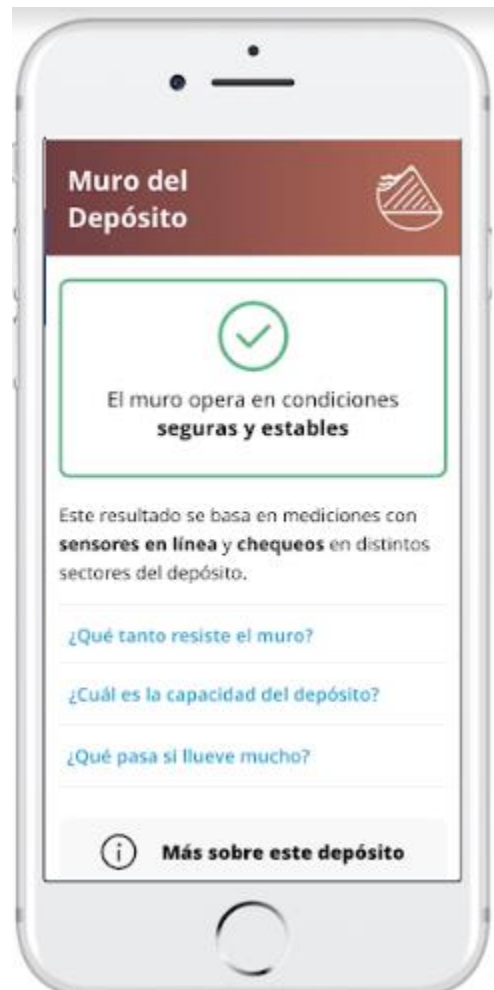 Muro del
Depósito
El muro opera en condiciones
seguras y estables
Este resultado se basa en mediciones con
sensores en línea y chequeos en distintos
sectores del depósito.
¿Qué tanto resiste el muro?
¿Cuál es la capacidad del depósito?
¿Qué pasa si llueve mucho?
Más sobre este depósito